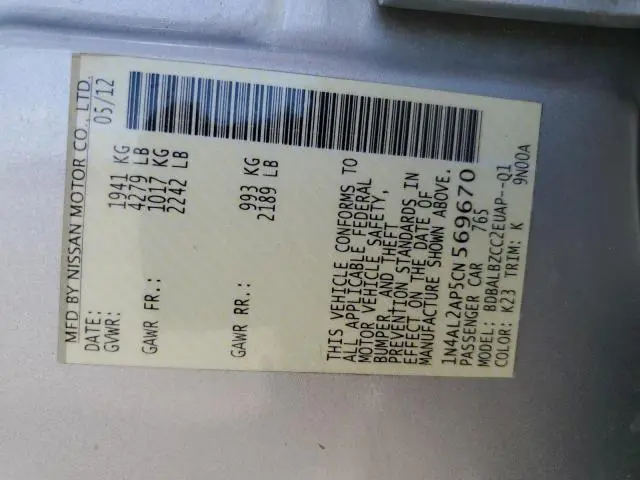 MFD BY NISSAN MOTOR CO., LTD.
DATE: 05/12
GVWR: 1941 KG
4279 LB
GAWR FR.: 1017 KG
2242 LB
GAWR RR.: 993 KG
2189 LB
THIS VEHICLE CONFORMS TO
ALL APPLICABLE FEDERAL
MOTOR VEHICLE SAFETY,
BUMPER, AND THEFT
PREVENTION STANDARDS IN
EFFECT ON THE DATE OF
MANUFACTURE SHOWN ABOVE.
1N4AL2AP5CN569670
PASSENGER CAR 765
MODEL: BDBALBZCC2EUAP--Q1
COLOR: K23 TRIM: K 9N00A